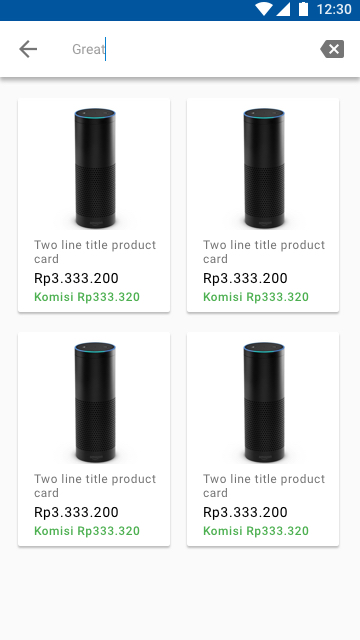 12:30
Great
Two line title product
card
Rp3.333.200
Komisi Rp333.320
Two line title product
card
Rp3.333.200
Komisi Rp333.320
Two line title product
card
Rp3.333.200
Komisi Rp333.320
Two line title product
card
Rp3.333.200
Komisi Rp333.320